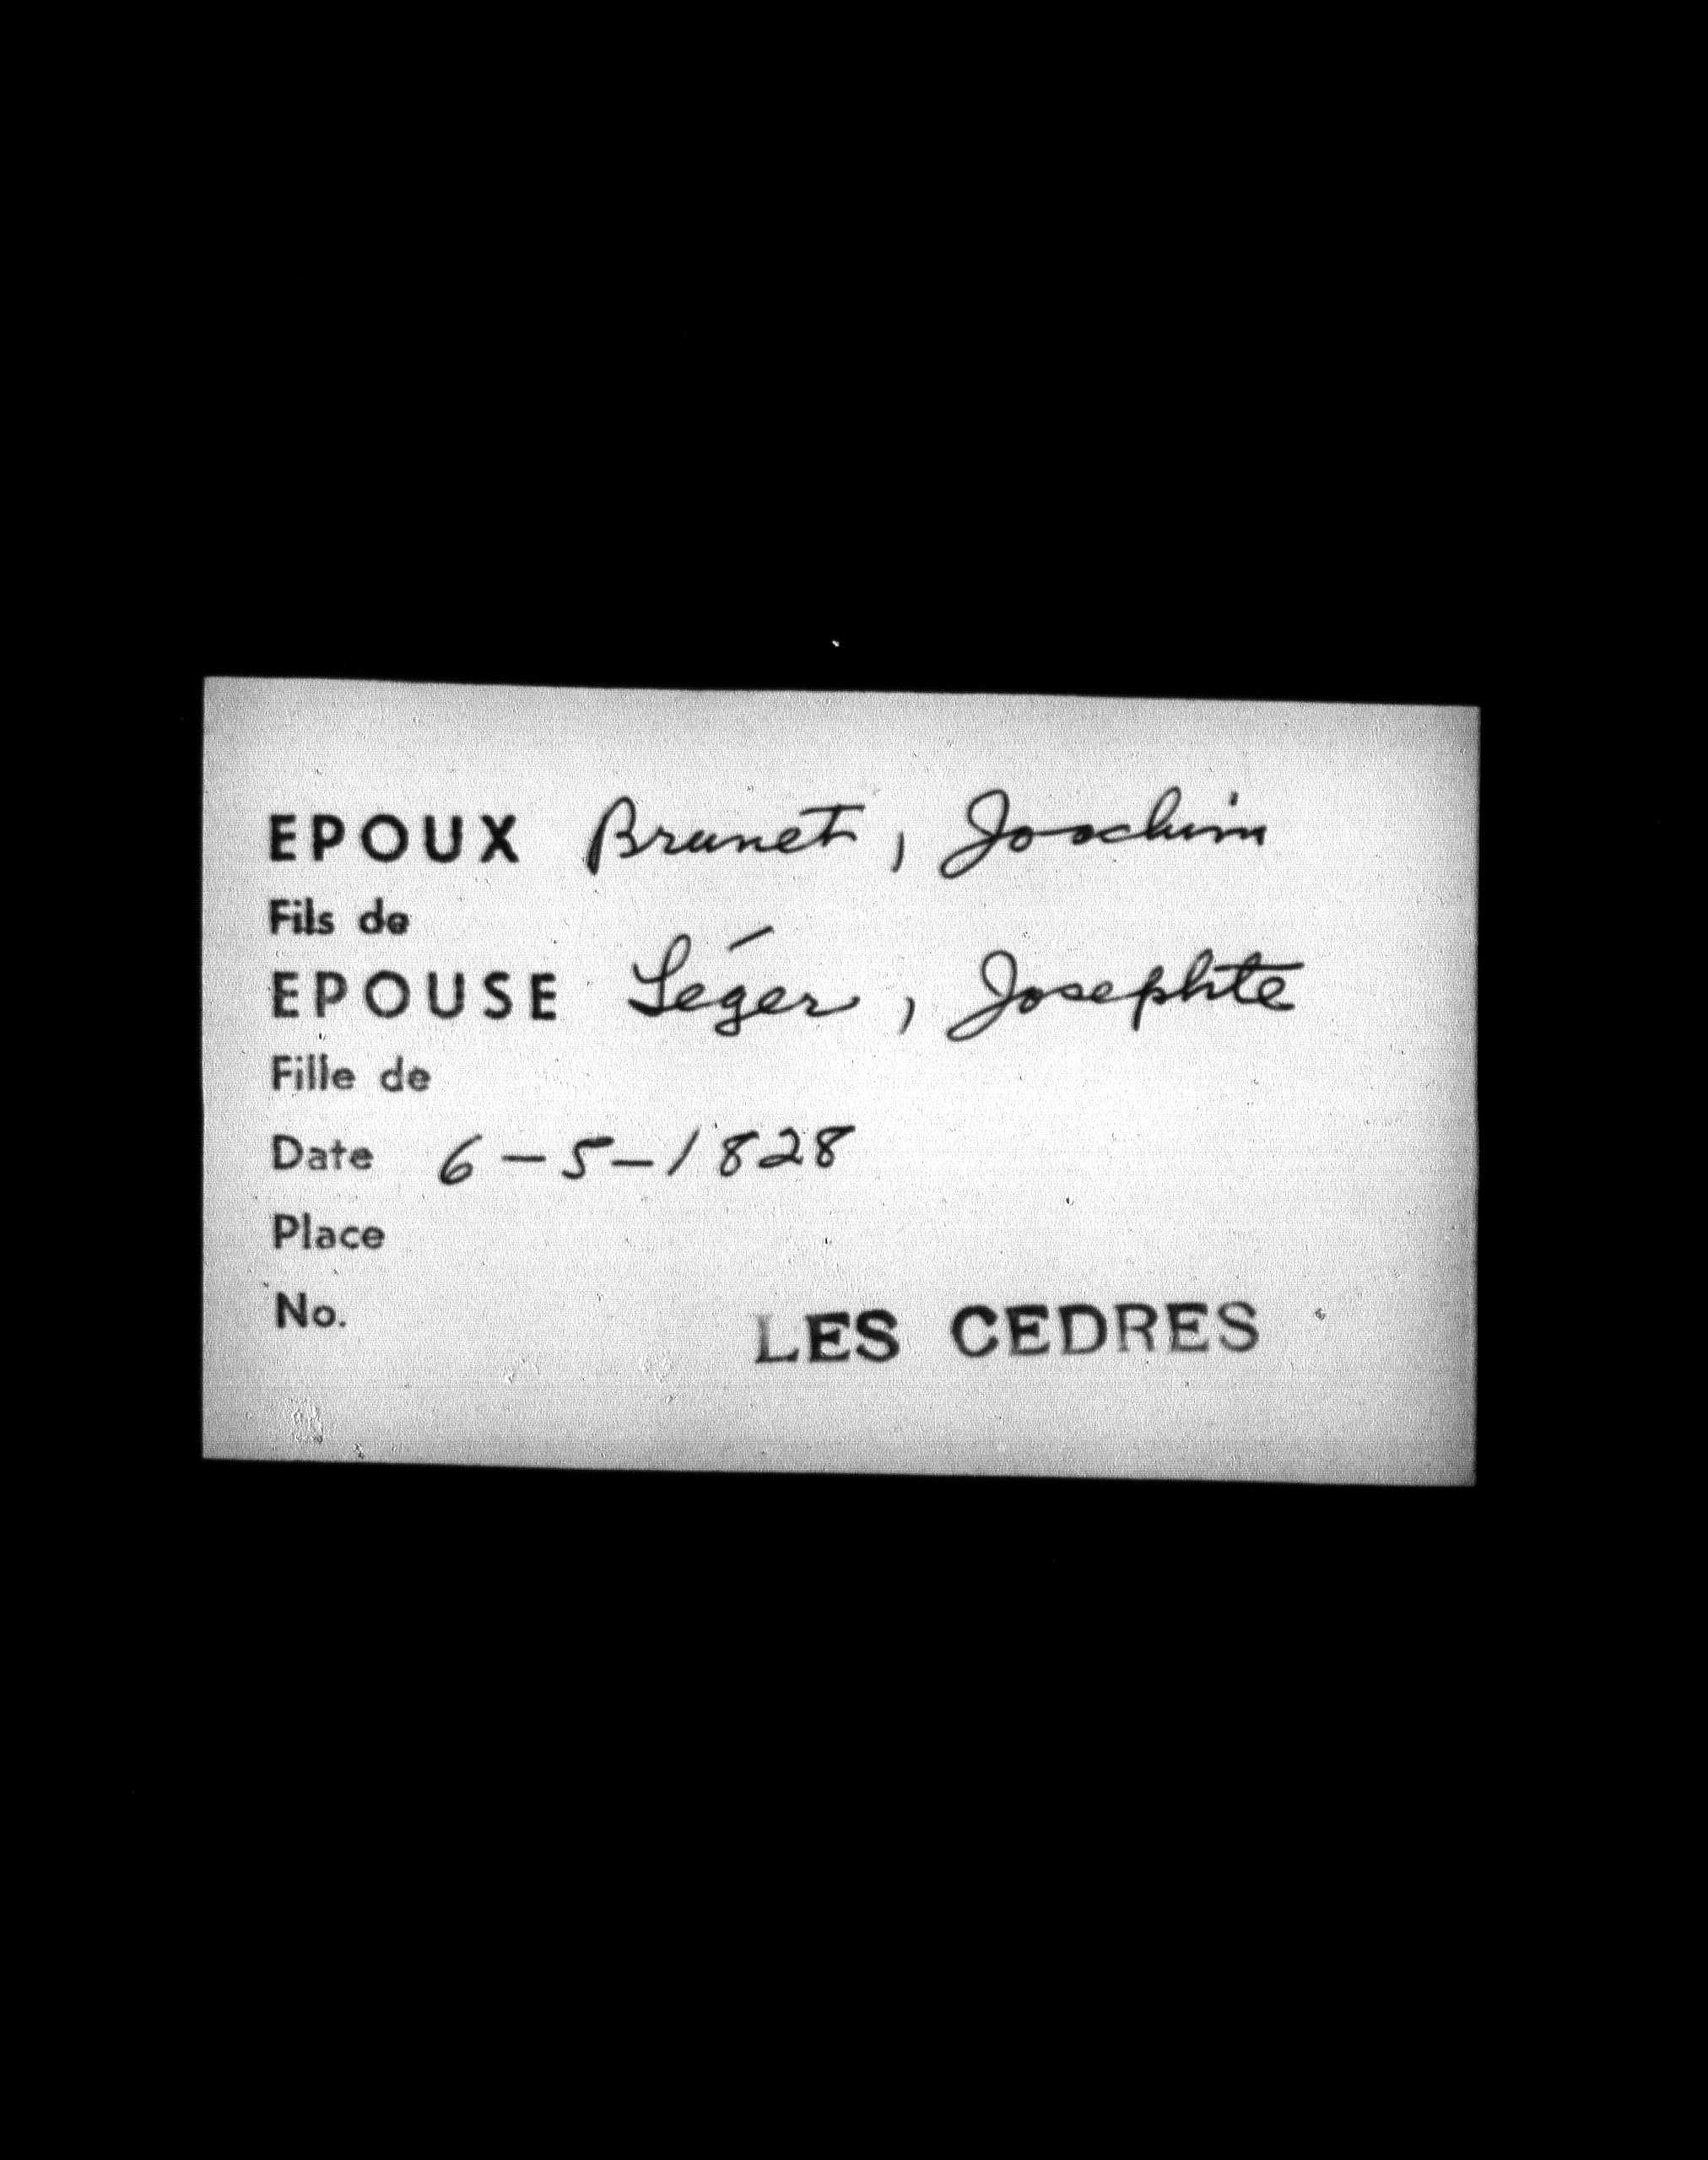 EPOUX Brunet, Joachim
Fils de
EPOUSE Léger, Josephte
Fille de
Date 6-5-1828
Place
No.
LES CEDRES